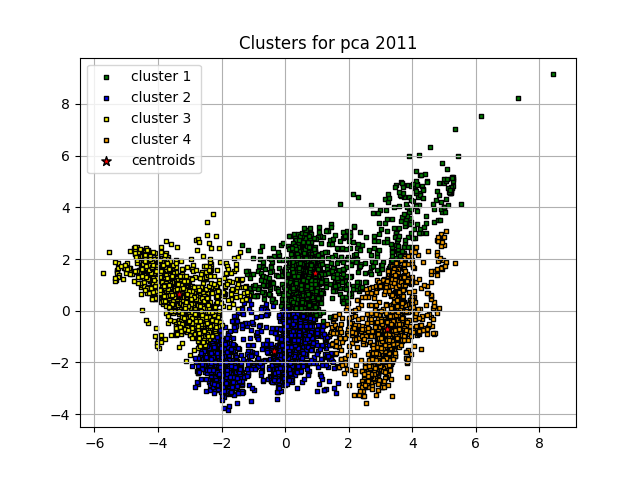 Clusters for pca 2011
cluster 1
cluster 2
cluster 3
cluster 4
centroids
8
6
4
2
0
−2
−4
−6 −4 −2 0 2 4 6 8